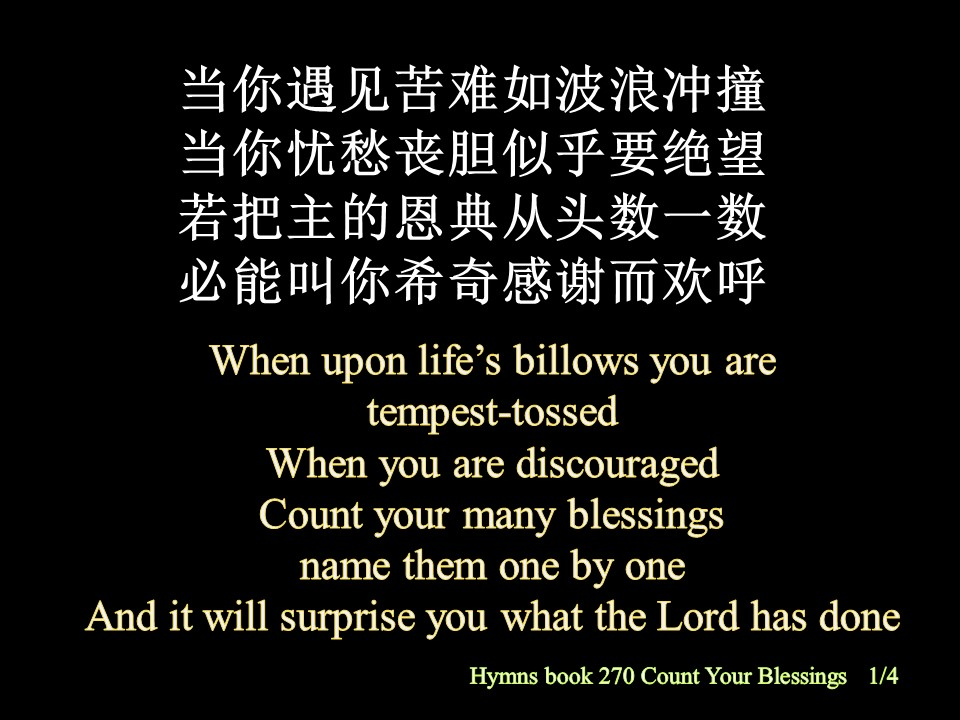 当你遇见苦难如波浪冲撞
当你忧愁丧胆似乎要绝望
若把主的恩典从头数一数
必能叫你希奇感谢而欢呼
When upon life’s billows you are
tempest-tossed
When you are discouraged
Count your many blessings
name them one by one
And it will surprise you what the Lord has done
Hymns book 270 Count Your Blessings 1/4